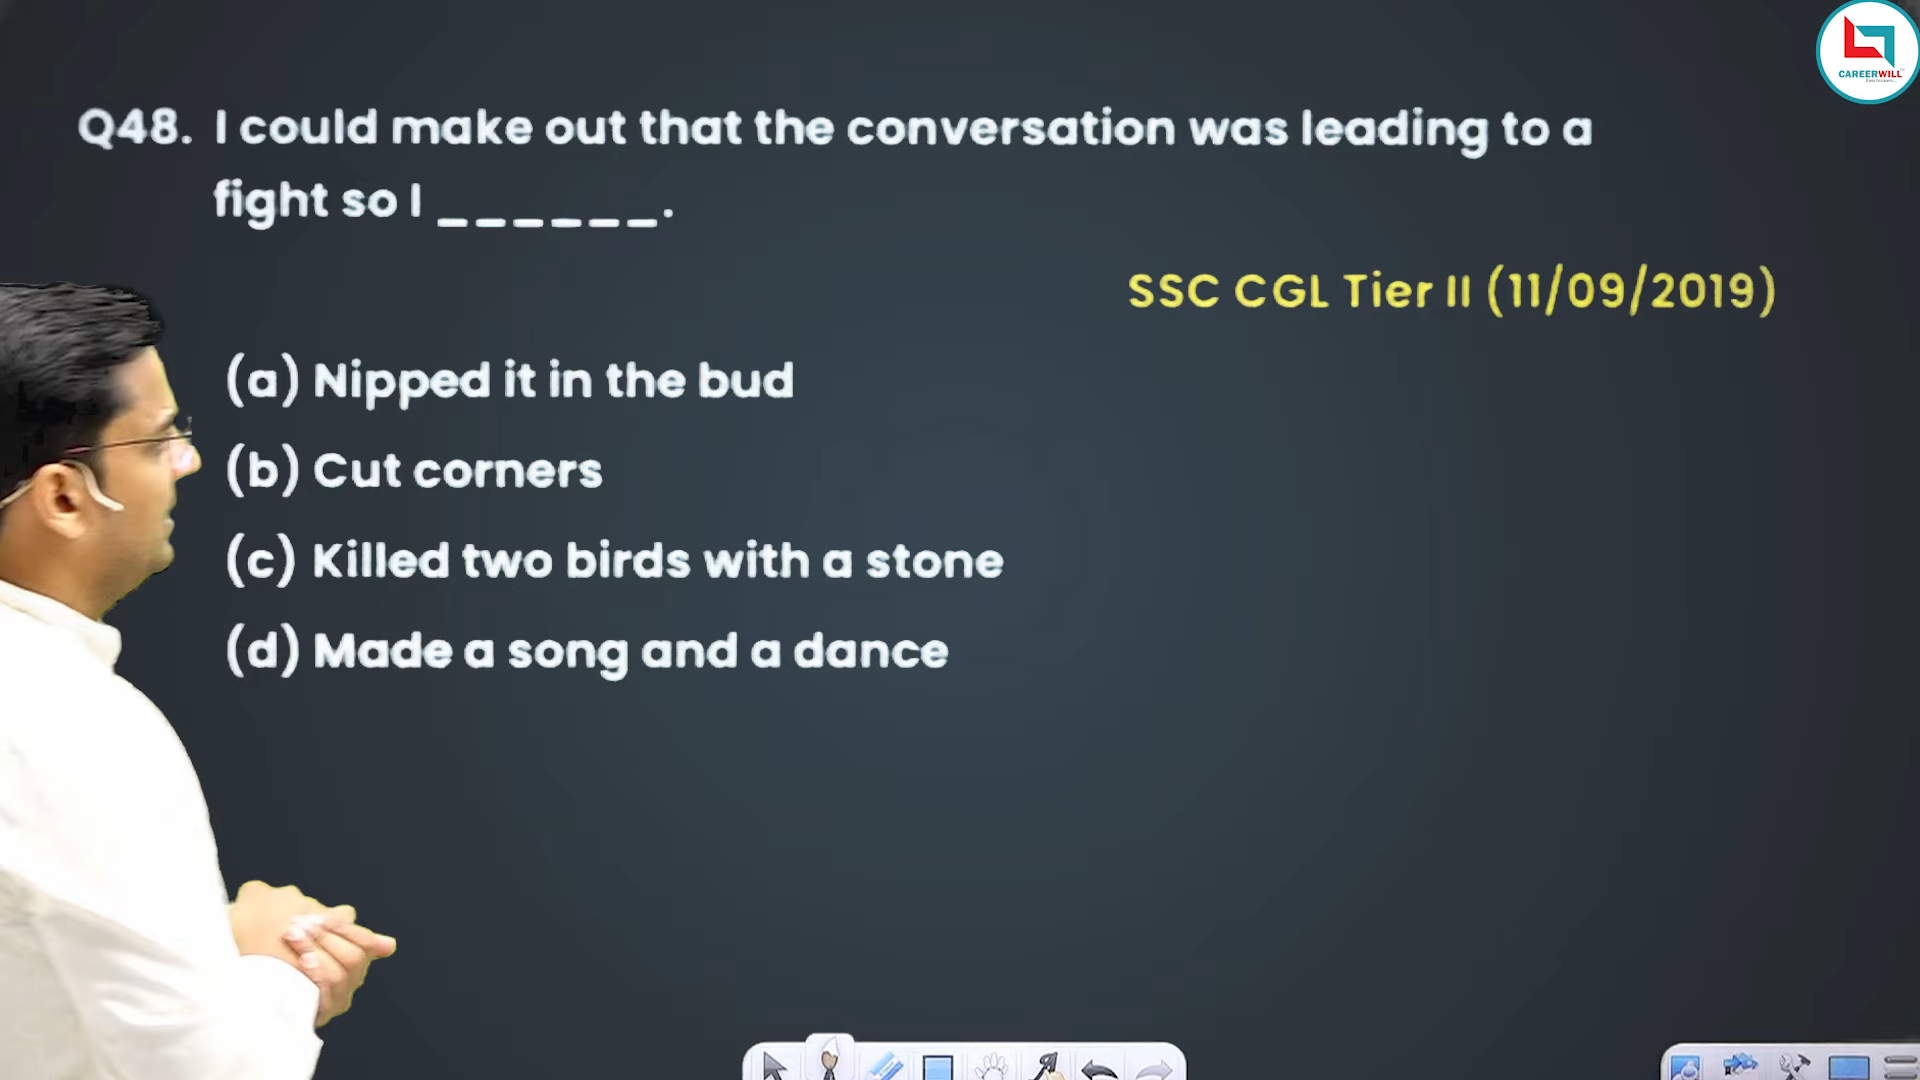 CAREERWILL
Q48. I could make out that the conversation was leading to a
fight so I ______.
SSC CGL Tier II (11/09/2019)
(a) Nipped it in the bud
(b) Cut corners
(c) Killed two birds with a stone
(d) Made a song and a dance